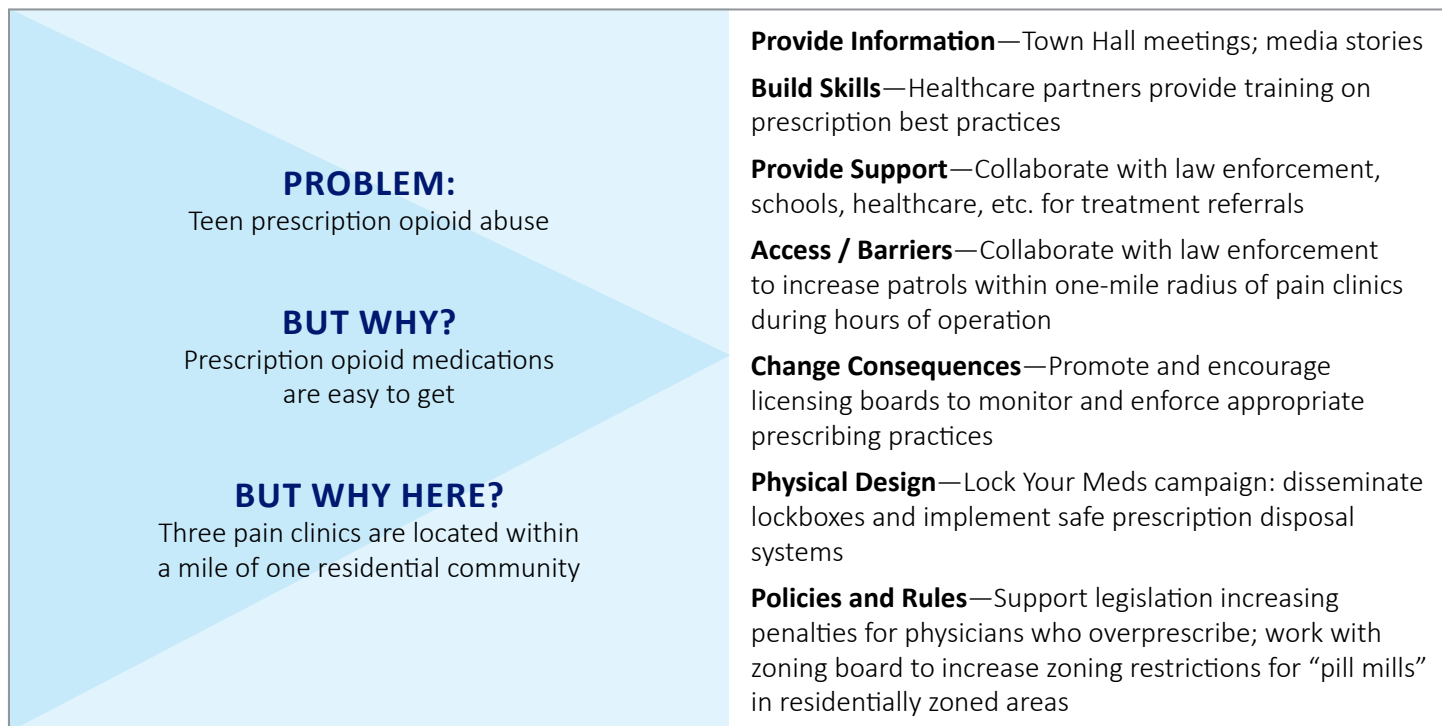 PROBLEM:
Teen prescription opioid abuse
BUT WHY?
Prescription opioid medications
are easy to get
BUT WHY HERE?
Three pain clinics are located within
a mile of one residential community
Provide Information—Town Hall meetings; media stories
Build Skills—Healthcare partners provide training on
prescription best practices
Provide Support—Collaborate with law enforcement,
schools, healthcare, etc. for treatment referrals
Access / Barriers—Collaborate with law enforcement
to increase patrols within one-mile radius of pain clinics
during hours of operation
Change Consequences—Promote and encourage
licensing boards to monitor and enforce appropriate
prescribing practices
Physical Design—Lock Your Meds campaign: disseminate
lockboxes and implement safe prescription disposal
systems
Policies and Rules—Support legislation increasing
penalties for physicians who overprescribe; work with
zoning board to increase zoning restrictions for “pill mills”
in residentially zoned areas